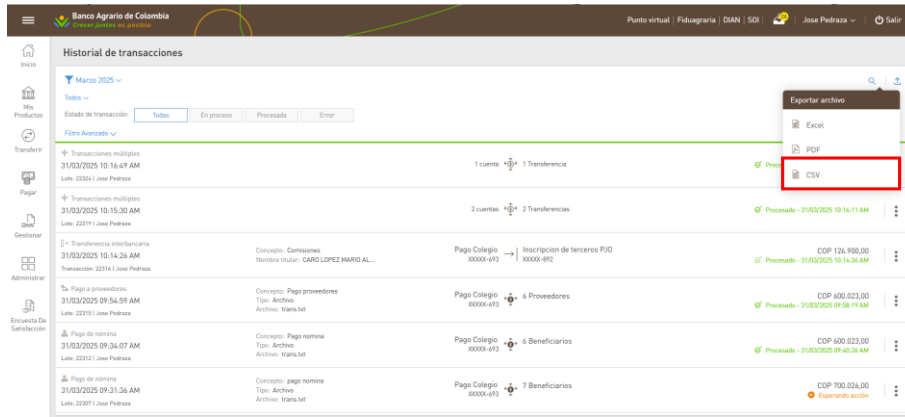 Banco Agrario de Colombia
Crecer juntos es posible
Punto virtual | Fiduagraria | DIAN | SOI |
Jose Pedraza
Salir
Inicio
Mis
Productos
Transferir
Pagar
Gestionar
Administrar
Encuesta De
Satisfacción
Historial de transacciones
Marzo 2025
Todos
Estado de transacción:
Todas
En proceso
Procesada
Error
Filtro Avanzado
Exportar archivo
Excel
PDF
CSV
Transacciones múltiples
31/03/2025 10:16:49 AM
Lote: 22324 | Jose Pedraza
1 cuenta
1 Transferencia
Transacciones múltiples
31/03/2025 10:15:30 AM
Lote: 22319 | Jose Pedraza
2 cuentas
2 Transferencias
Procesado - 31/03/2025 10:16:11 AM
Transferencia interbancaria
31/03/2025 10:14:26 AM
Transacción: 22316 | Jose Pedraza
Concepto: Comisiones
Nombre titular: CARO LOPEZ MARIO AL...
Pago Colegio
XXXXX-693
Inscripcion de terceros PJO
XXXXX-892
COP 126.900,00
Procesado - 31/03/2025 10:14:36 AM
Pago a proveedores
31/03/2025 09:54:59 AM
Lote: 22315 | Jose Pedraza
Concepto: Pago proveedores
Tipo: Archivo
Archivo: trans.txt
Pago Colegio
XXXXX-693
6 Proveedores
COP 600.023,00
Procesado - 31/03/2025 09:58:19 AM
Pago de nómina
31/03/2025 09:34:07 AM
Lote: 22312 | Jose Pedraza
Concepto: Pago nomina
Tipo: Archivo
Archivo: trans.txt
Pago Colegio
XXXXX-693
6 Beneficiarios
COP 600.023,00
Procesado - 31/03/2025 09:40:26 AM
Pago de nómina
31/03/2025 09:31:36 AM
Lote: 22307 | Jose Pedraza
Concepto: pago nomina
Tipo: Archivo
Archivo: trans.txt
Pago Colegio
XXXXX-693
7 Beneficiarios
COP 700.026,00
Esperando acción